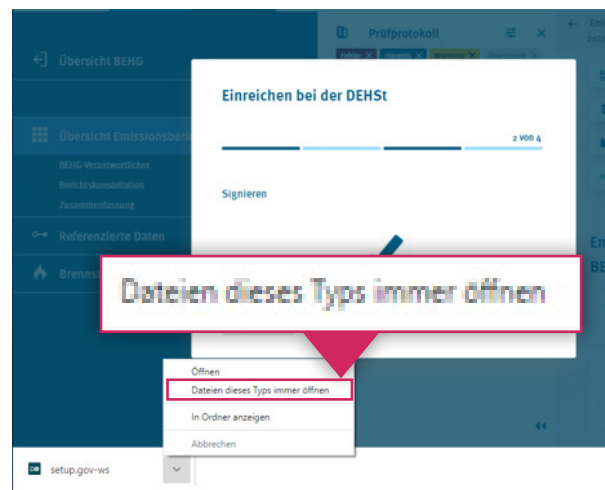 Prüfprotokoll
Übersicht BEHG
Fehler
Hinweis
Warnung
Einreichen bei der DEHSt
2 von 4
Übersicht Emissionsberi
BEHG-Verantwortlicher
Berichtskonstellation
Zusammenfassung
Signieren
Referenzierte Daten
Brennst
En
BE
Dateien dieses Typs immer öffnen
Öffnen
Dateien dieses Typs immer öffnen
In Ordner anzeigen
Abbrechen
setup.gov-ws